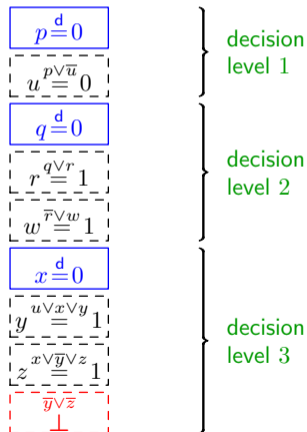 p d= 0
u p∨u̅= 0
decision
level 1
q d= 0
r q∨r= 1
w r̅∨w= 1
decision
level 2
x d= 0
y u∨x∨y= 1
z x∨y̅∨z= 1
y̅∨z̅
⊥
decision
level 3